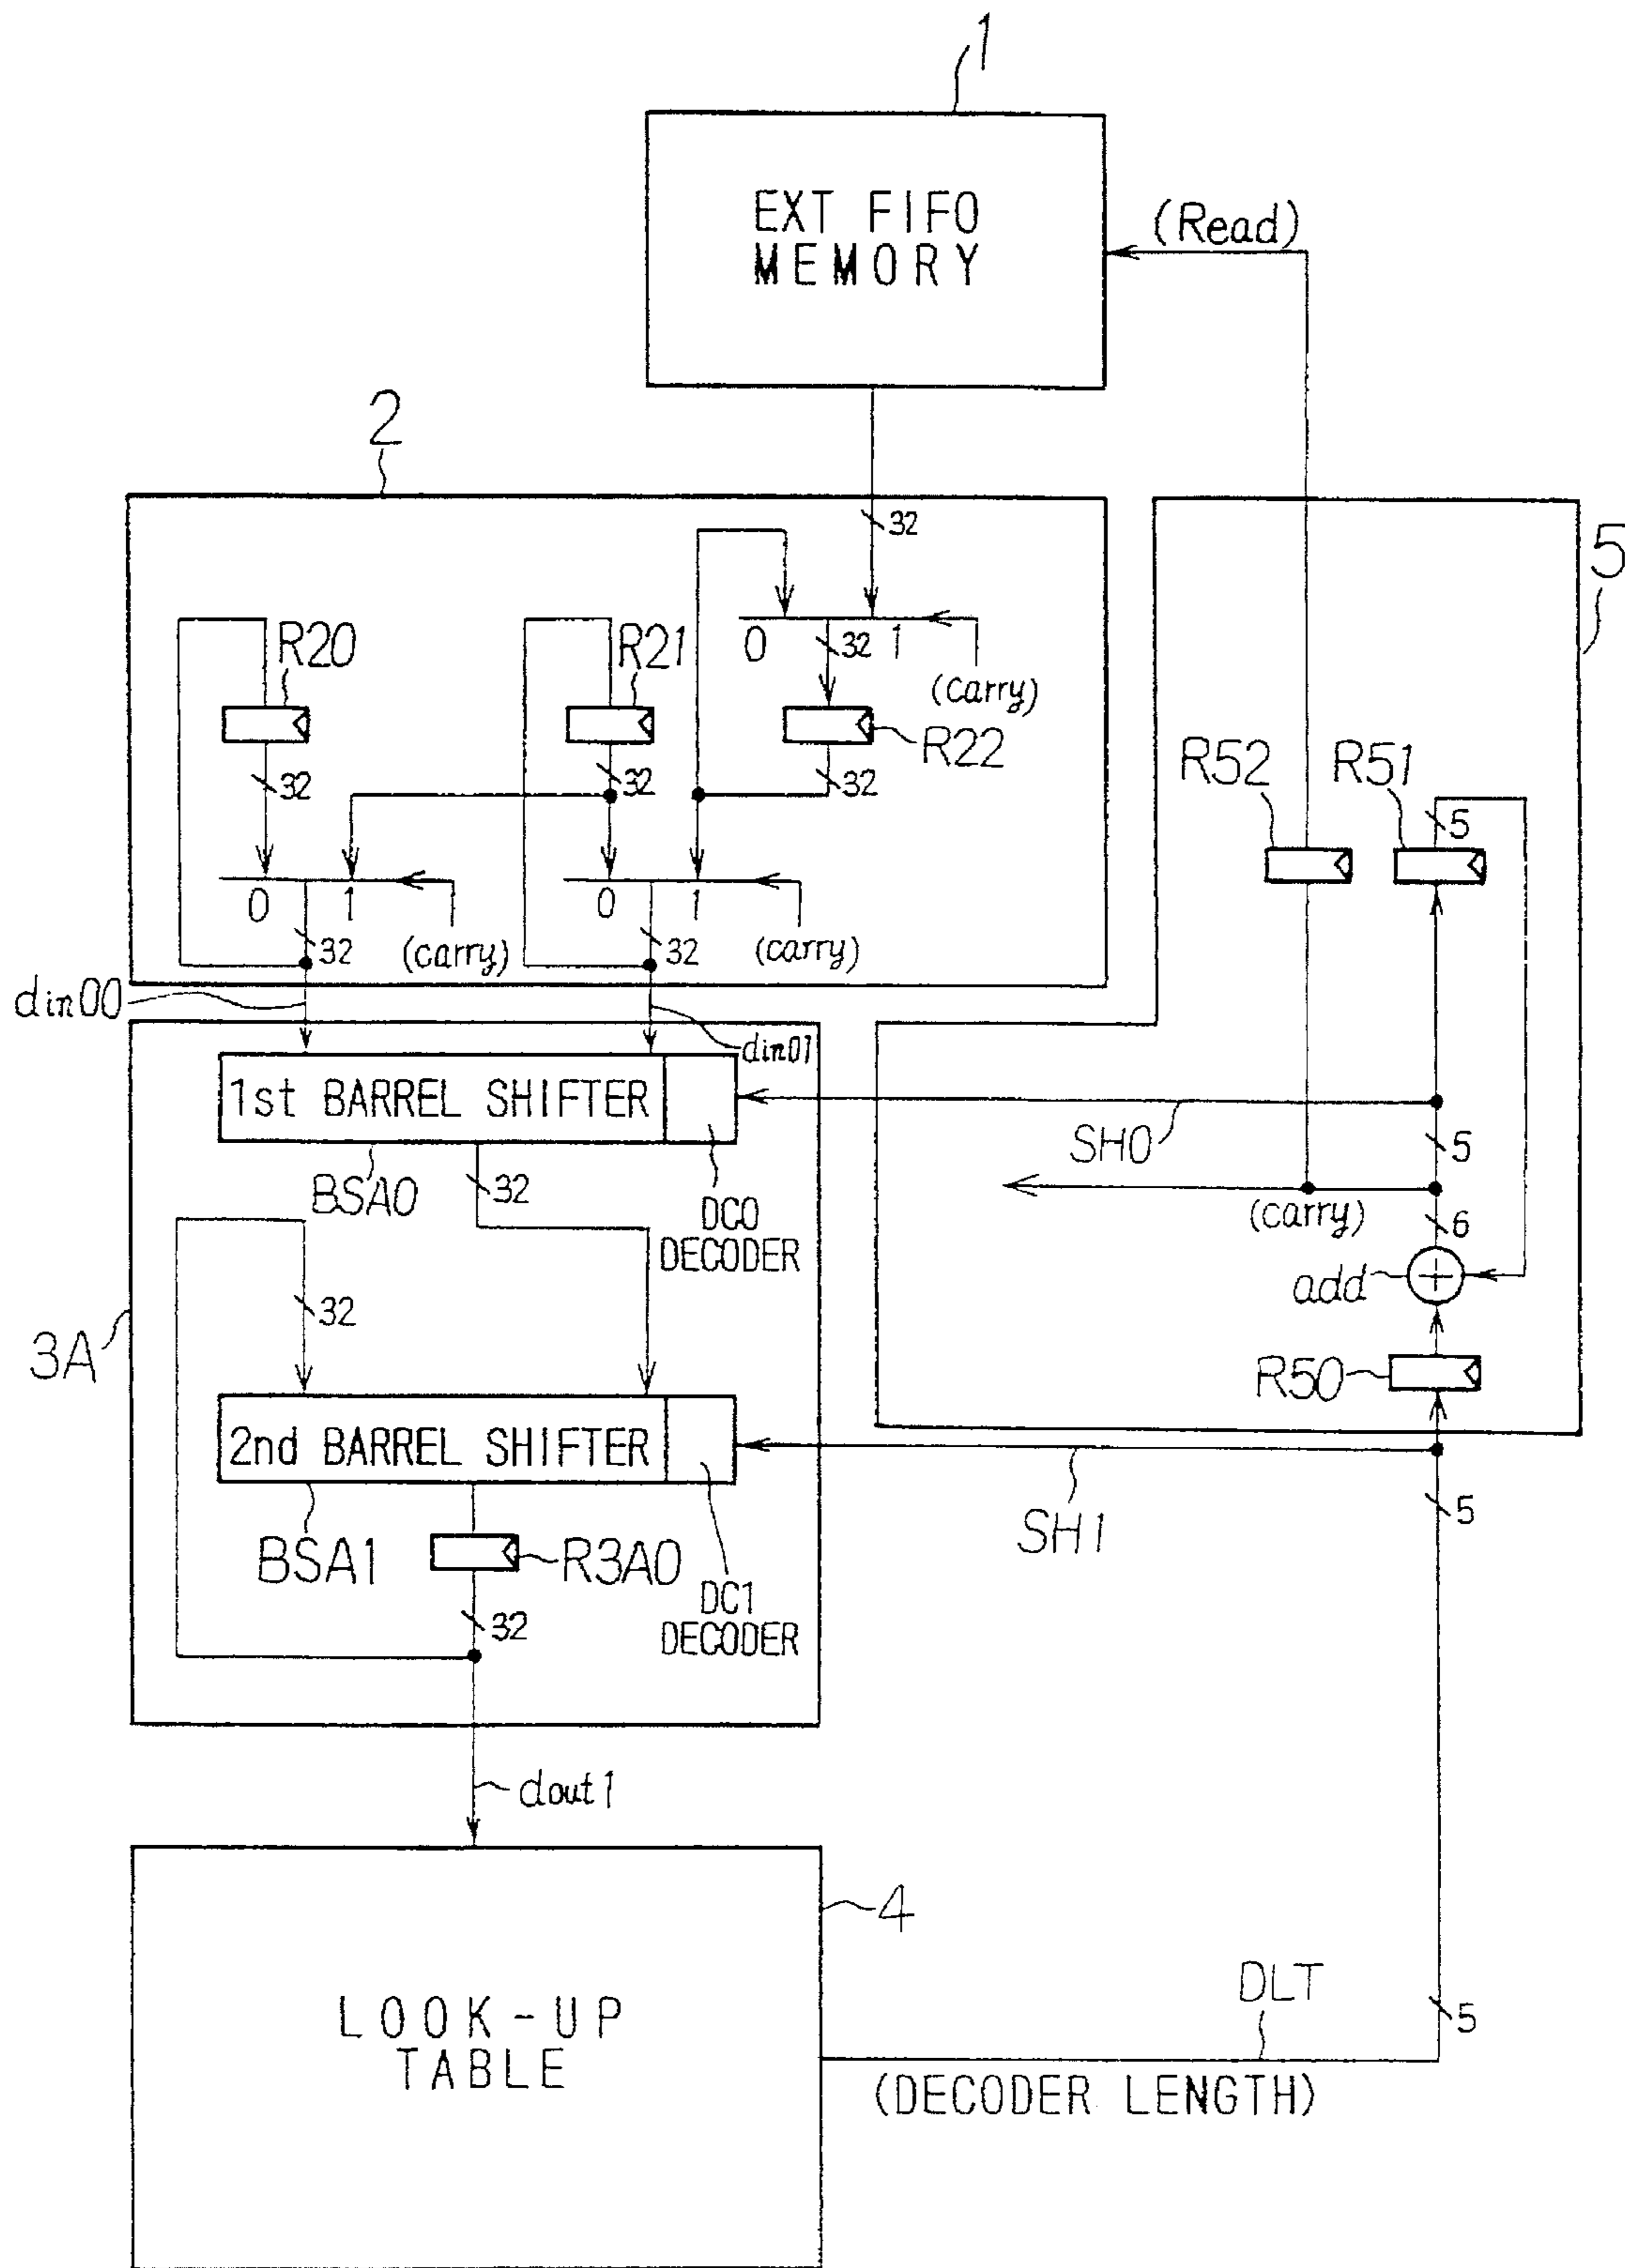 1
EXT FIFO
MEMORY
(Read)
2
32
5
R20
R21
0
32
1
(carry)
R22
R52
R51
32
32
32
5
0
1
0
1
32
(carry)
32
(carry)
din00
din01
1st BARREL SHIFTER
SH0
5
BSA0
32
DC0
DECODER
(carry)
6
add
32
3A
R50
2nd BARREL SHIFTER
SH1
5
BSA1
R3A0
DC1
DECODER
32
dout1
4
LOOK-UP
TABLE
DLT
5
(DECODER LENGTH)